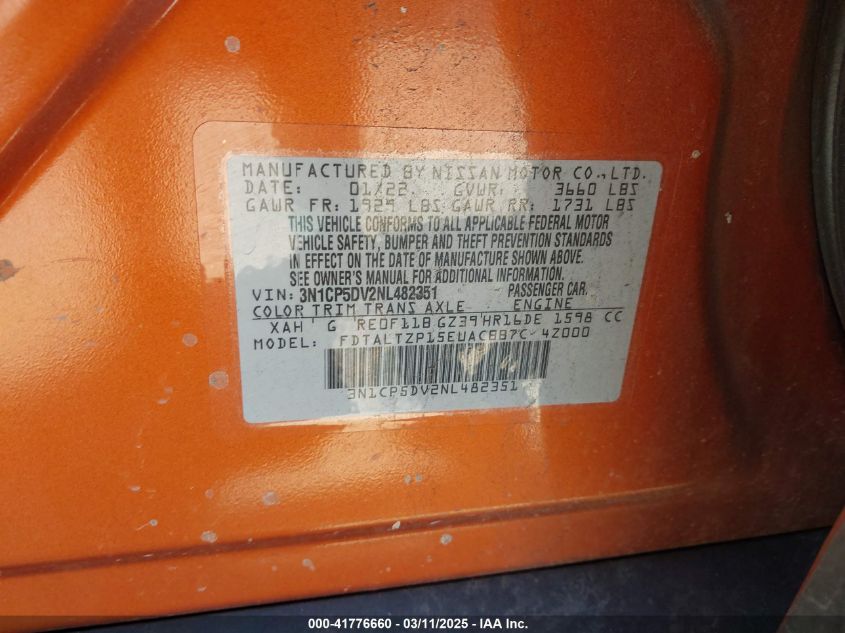 MANUFACTURED BY NISSAN MOTOR CO.,LTD.
DATE: 01/22 GVWR: 3660 LBS
GAWR FR: 1929 LBS GAWR RR: 1731 LBS
THIS VEHICLE CONFORMS TO ALL APPLICABLE FEDERAL MOTOR
VEHICLE SAFETY, BUMPER AND THEFT PREVENTION STANDARDS
IN EFFECT ON THE DATE OF MANUFACTURE SHOWN ABOVE.
SEE OWNER'S MANUAL FOR ADDITIONAL INFORMATION.
VIN: 3N1CP5DV2NL482351 PASSENGER CAR.
COLOR TRIM TRANS AXLE ENGINE
XAH G RE0F11B GZ39 HR16DE 1598 CC
MODEL: FDTALTZP15EUACBB7C- 4Z000
3N1CP5DV2NL482351
000-41776660 - 03/11/2025 - IAA Inc.